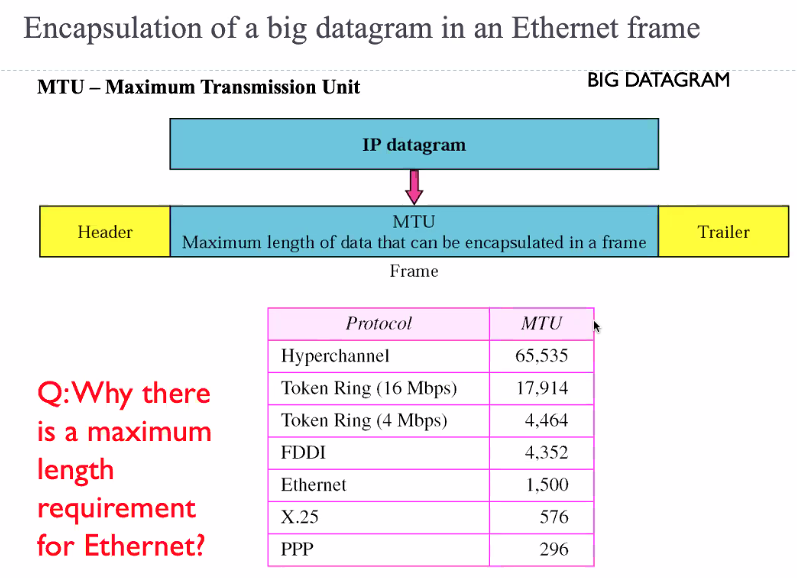 Encapsulation of a big datagram in an Ethernet frame
MTU – Maximum Transmission Unit
BIG DATAGRAM
IP datagram
Header
MTU
Maximum length of data that can be encapsulated in a frame
Trailer
Frame
Protocol MTU
Hyperchannel 65,535
Token Ring (16 Mbps) 17,914
Token Ring (4 Mbps) 4,464
FDDI 4,352
Ethernet 1,500
X.25 576
PPP 296
Q:Why there
is a maximum
length
requirement
for Ethernet?